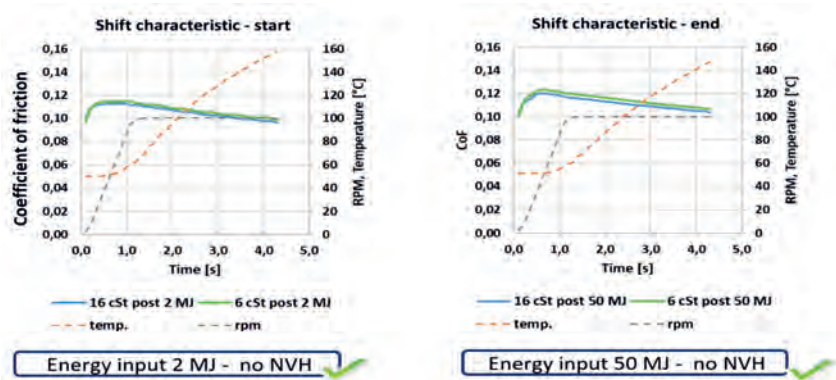 Shift characteristic - start
0,16
0,14
0,12
0,10
0,08
0,06
0,04
0,02
0,00
Coefficient of friction
160
140
120
100
80
60
40
20
0
RPM, Temperature [°C]
0,0 1,0 2,0 3,0 4,0 5,0
Time [s]
16 cSt post 2 MJ 6 cSt post 2 MJ
temp. rpm
Energy input 2 MJ - no NVH
Shift characteristic - end
0,16
0,14
0,12
0,10
0,08
0,06
0,04
0,02
0,00
CoF
160
140
120
100
80
60
40
20
0
RPM, Temperature [°C]
0,0 1,0 2,0 3,0 4,0 5,0
Time [s]
16 cSt post 50 MJ 6 cSt post 50 MJ
temp. rpm
Energy input 50 MJ - no NVH